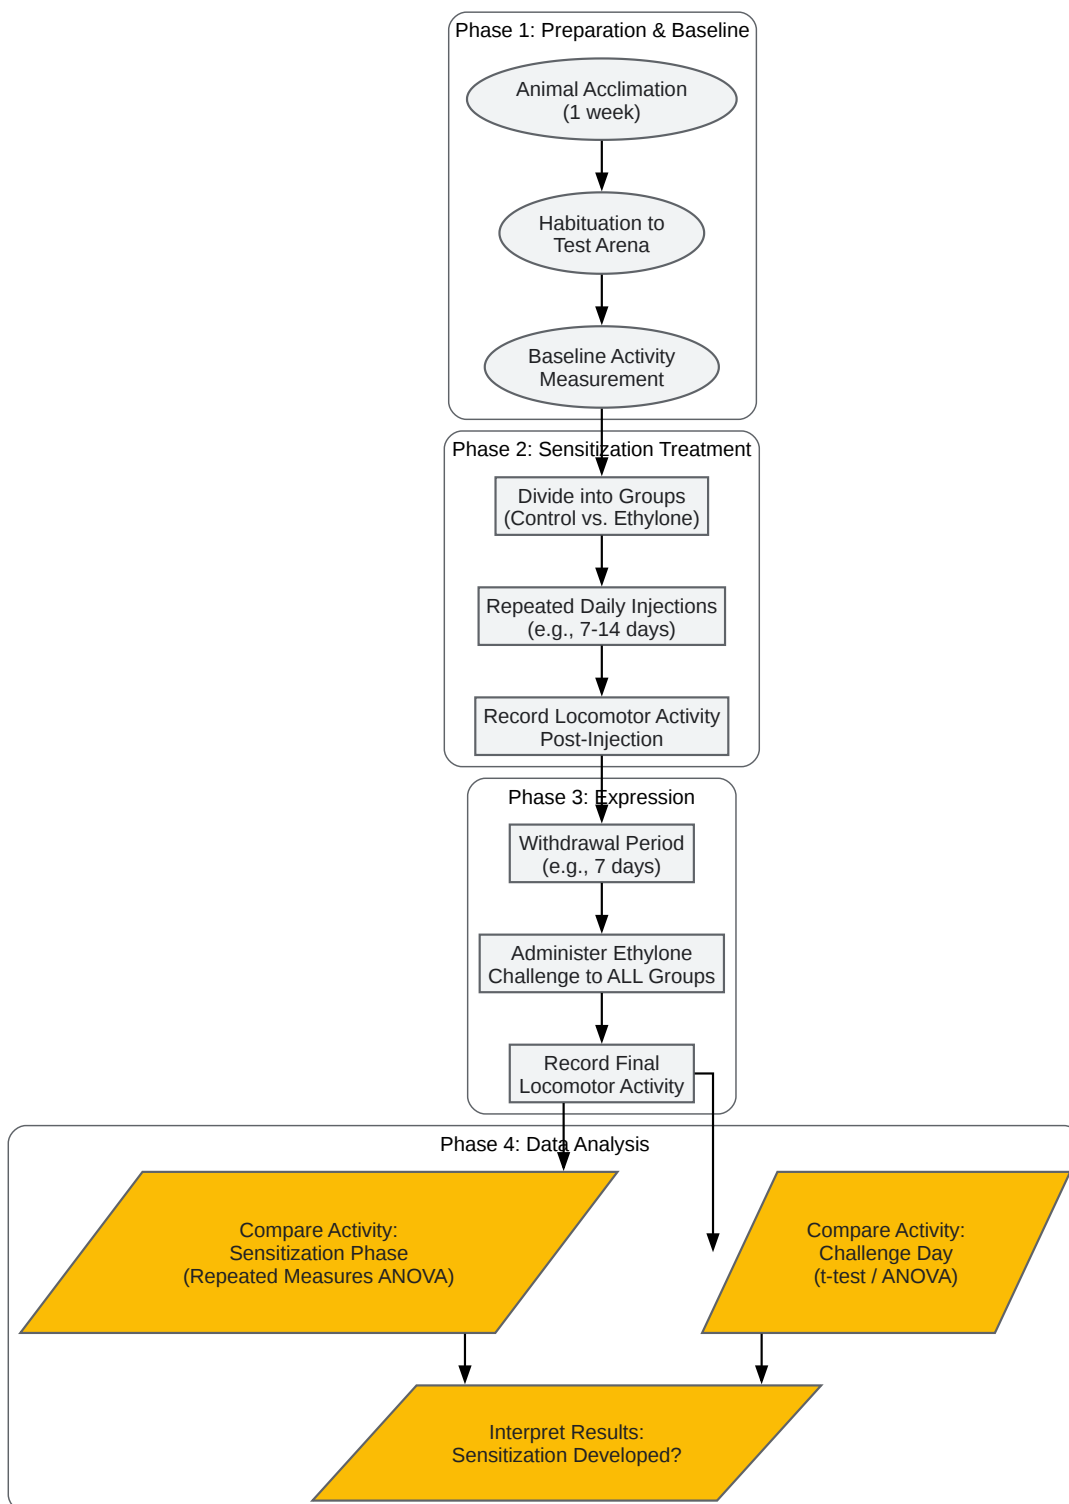 Phase 1: Preparation & Baseline
Animal Acclimation
(1 week)
Habituation to
Test Arena
Baseline Activity
Measurement
Phase 2: Sensitization Treatment
Divide into Groups
(Control vs. Ethylone)
Repeated Daily Injections
(e.g., 7-14 days)
Record Locomotor Activity
Post-Injection
Phase 3: Expression
Withdrawal Period
(e.g., 7 days)
Administer Ethylone
Challenge to ALL Groups
Record Final
Locomotor Activity
Phase 4: Data Analysis
Compare Activity:
Sensitization Phase
(Repeated Measures ANOVA)
Compare Activity:
Challenge Day
(t-test / ANOVA)
Interpret Results:
Sensitization Developed?